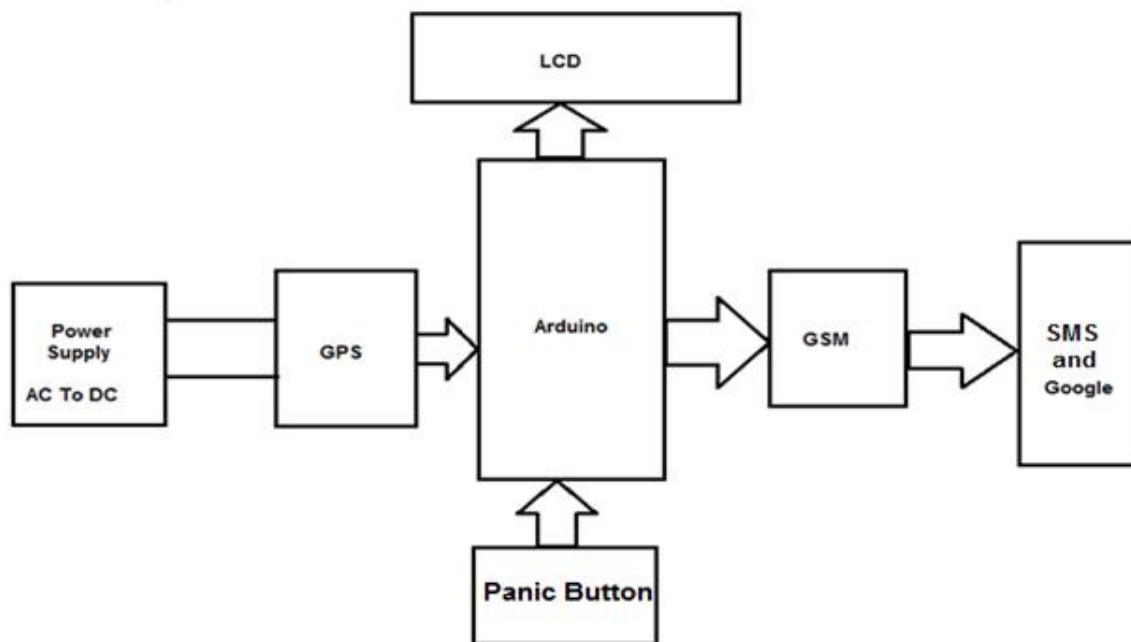 LCD
Power
Supply
AC To DC
GPS
Arduino
GSM
SMS
and
Google
Panic Button